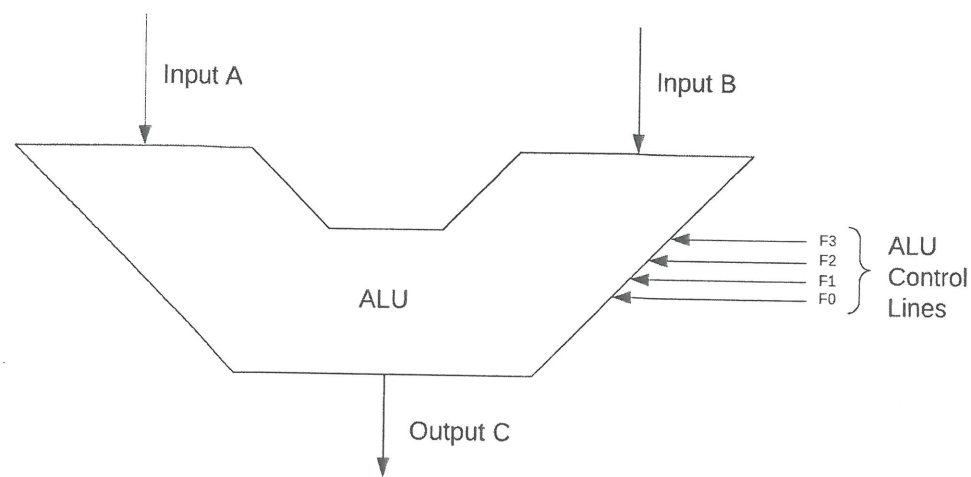 Input A
Input B
F3
F2
F1
F0
ALU
Control
Lines
ALU
Output C